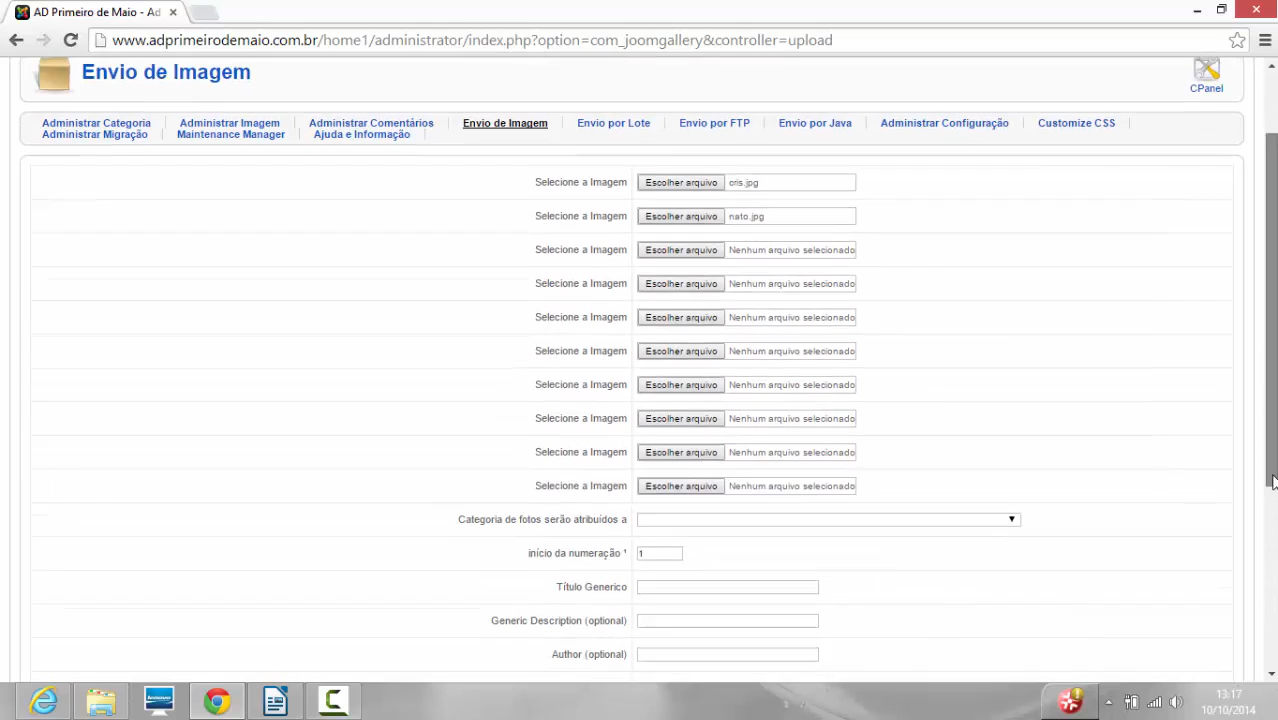 AD Primeiro de Maio - Ad
www.adprimeirodemaio.com.br/home1/administrator/index.php?option=com_joomgallery&controller=upload
Envio de Imagem
CPanel
Administrar Categoria
Administrar Imagem
Administrar Comentários
Envio de Imagem
Envio por Lote
Envio por FTP
Envio por Java
Administrar Configuração
Customize CSS
Administrar Migração
Maintenance Manager
Ajuda e Informação
Selecione a Imagem Escolher arquivo cris.jpg
Selecione a Imagem Escolher arquivo nato.jpg
Selecione a Imagem Escolher arquivo Nenhum arquivo selecionado
Selecione a Imagem Escolher arquivo Nenhum arquivo selecionado
Selecione a Imagem Escolher arquivo Nenhum arquivo selecionado
Selecione a Imagem Escolher arquivo Nenhum arquivo selecionado
Selecione a Imagem Escolher arquivo Nenhum arquivo selecionado
Selecione a Imagem Escolher arquivo Nenhum arquivo selecionado
Selecione a Imagem Escolher arquivo Nenhum arquivo selecionado
Selecione a Imagem Escolher arquivo Nenhum arquivo selecionado
Categoria de fotos serão atribuídos a
início da numeração ¹ 1
Título Generico
Generic Description (optional)
Author (optional)
13:17
10/10/2014